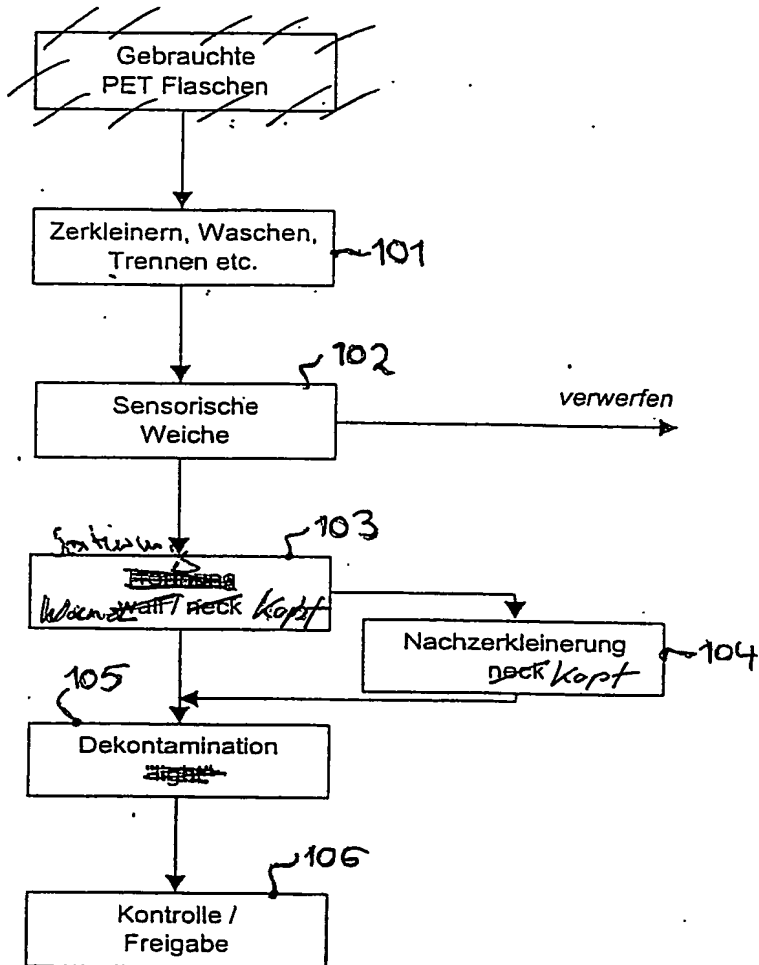 Gebrauchte
PET Flaschen
Zerkleinern, Waschen,
Trennen etc.
101
102
Sensorische
Weiche
verwerfen
103
wall / neck Kopf
Nachzerkleinerung
neck Kopf
104
105
Dekontamination
light"
106
Kontrolle /
Freigabe